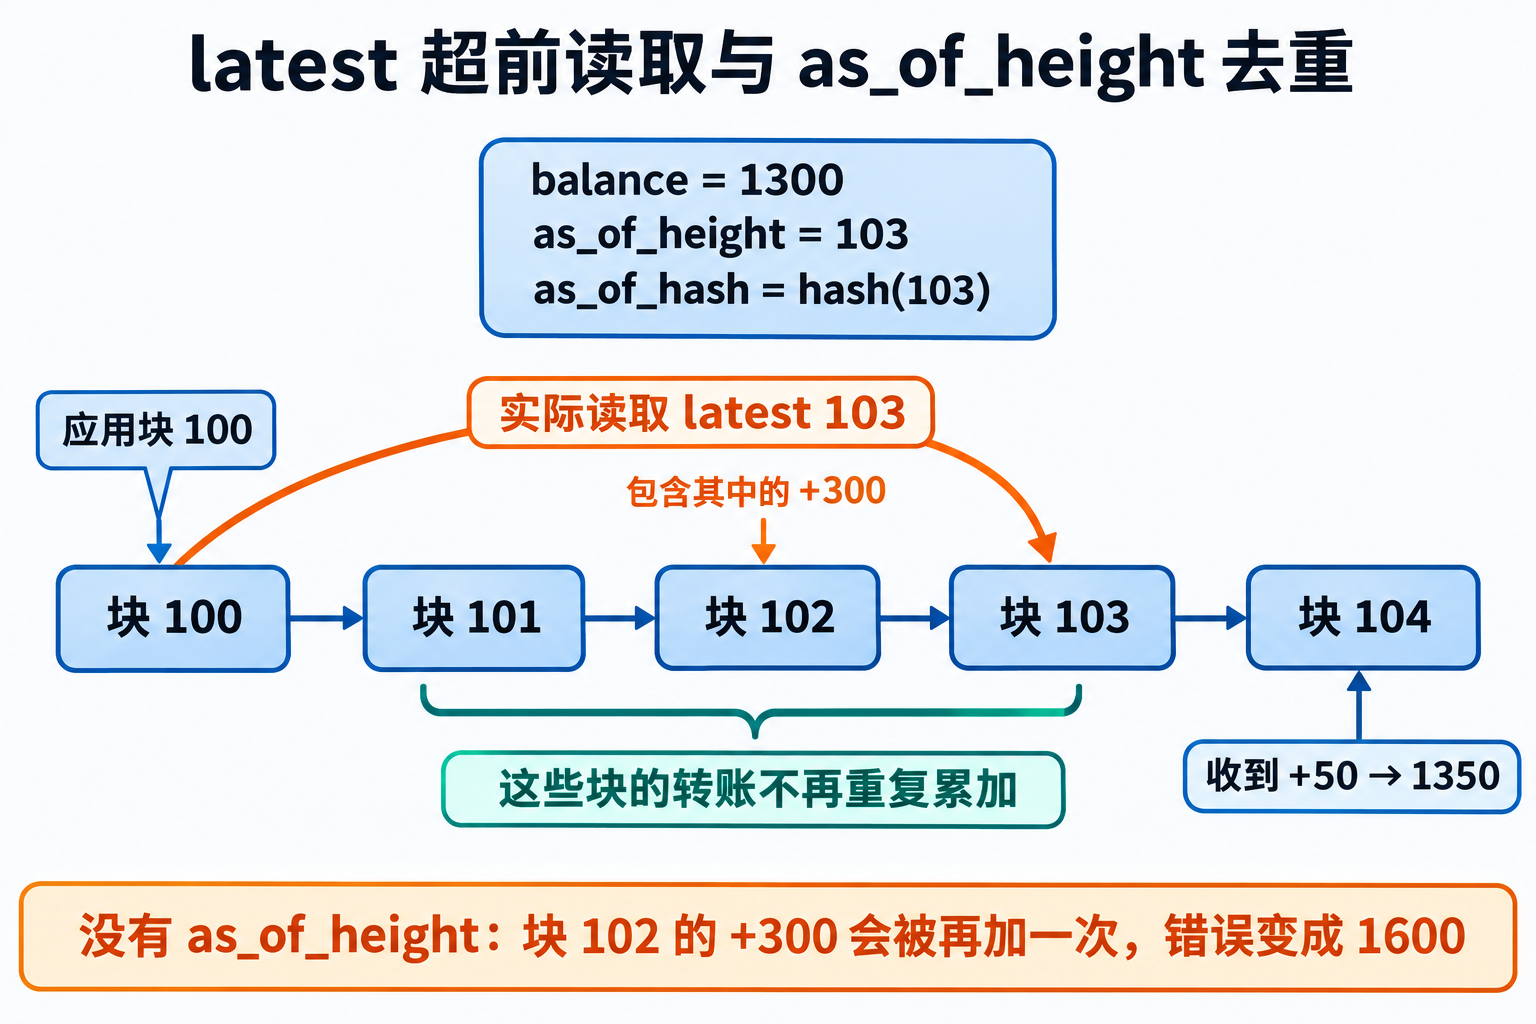 latest 超前读取与 as_of_height 去重
balance = 1300
as_of_height = 103
as_of_hash = hash(103)
应用块 100
实际读取 latest 103
包含其中的 +300
块 100
块 101
块 102
块 103
块 104
这些块的转账不再重复累加
收到 +50 → 1350
没有 as_of_height：块 102 的 +300 会被再加一次，错误变成 1600